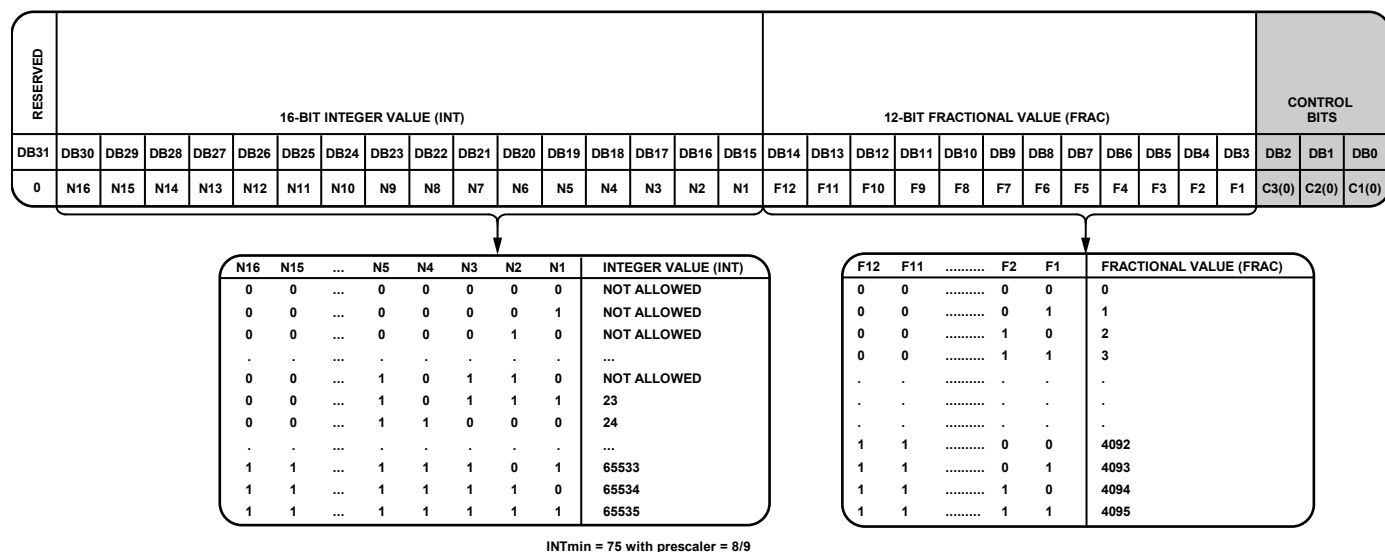 RESERVED
16-BIT INTEGER VALUE (INT)
12-BIT FRACTIONAL VALUE (FRAC)
CONTROL
BITS
DB31 DB30 DB29 DB28 DB27 DB26 DB25 DB24 DB23 DB22 DB21 DB20 DB19 DB18 DB17 DB16 DB15 DB14 DB13 DB12 DB11 DB10 DB9 DB8 DB7 DB6 DB5 DB4 DB3 DB2 DB1 DB0
0 N16 N15 N14 N13 N12 N11 N10 N9 N8 N7 N6 N5 N4 N3 N2 N1 F12 F11 F10 F9 F8 F7 F6 F5 F4 F3 F2 F1 C3(0) C2(0) C1(0)
N16 N15 ... N5 N4 N3 N2 N1 INTEGER VALUE (INT)
0 0 ... 0 0 0 0 0 NOT ALLOWED
0 0 ... 0 0 0 0 1 NOT ALLOWED
0 0 ... 0 0 0 1 0 NOT ALLOWED
. . ... . . . . . ...
0 0 ... 1 0 1 1 0 NOT ALLOWED
0 0 ... 1 0 1 1 1 23
0 0 ... 1 1 0 0 0 24
. . ... . . . . . ...
1 1 ... 1 1 1 0 1 65533
1 1 ... 1 1 1 1 0 65534
1 1 ... 1 1 1 1 1 65535
F12 F11 .......... F2 F1 FRACTIONAL VALUE (FRAC)
0 0 .......... 0 0 0
0 0 .......... 0 1 1
0 0 .......... 1 0 2
0 0 .......... 1 1 3
. . .......... . . .
. . .......... . . .
. . .......... . . .
1 1 .......... 0 0 4092
1 1 .......... 0 1 4093
1 1 .......... 1 0 4094
1 1 ......... 1 1 4095
INTmin = 75 with prescaler = 8/9